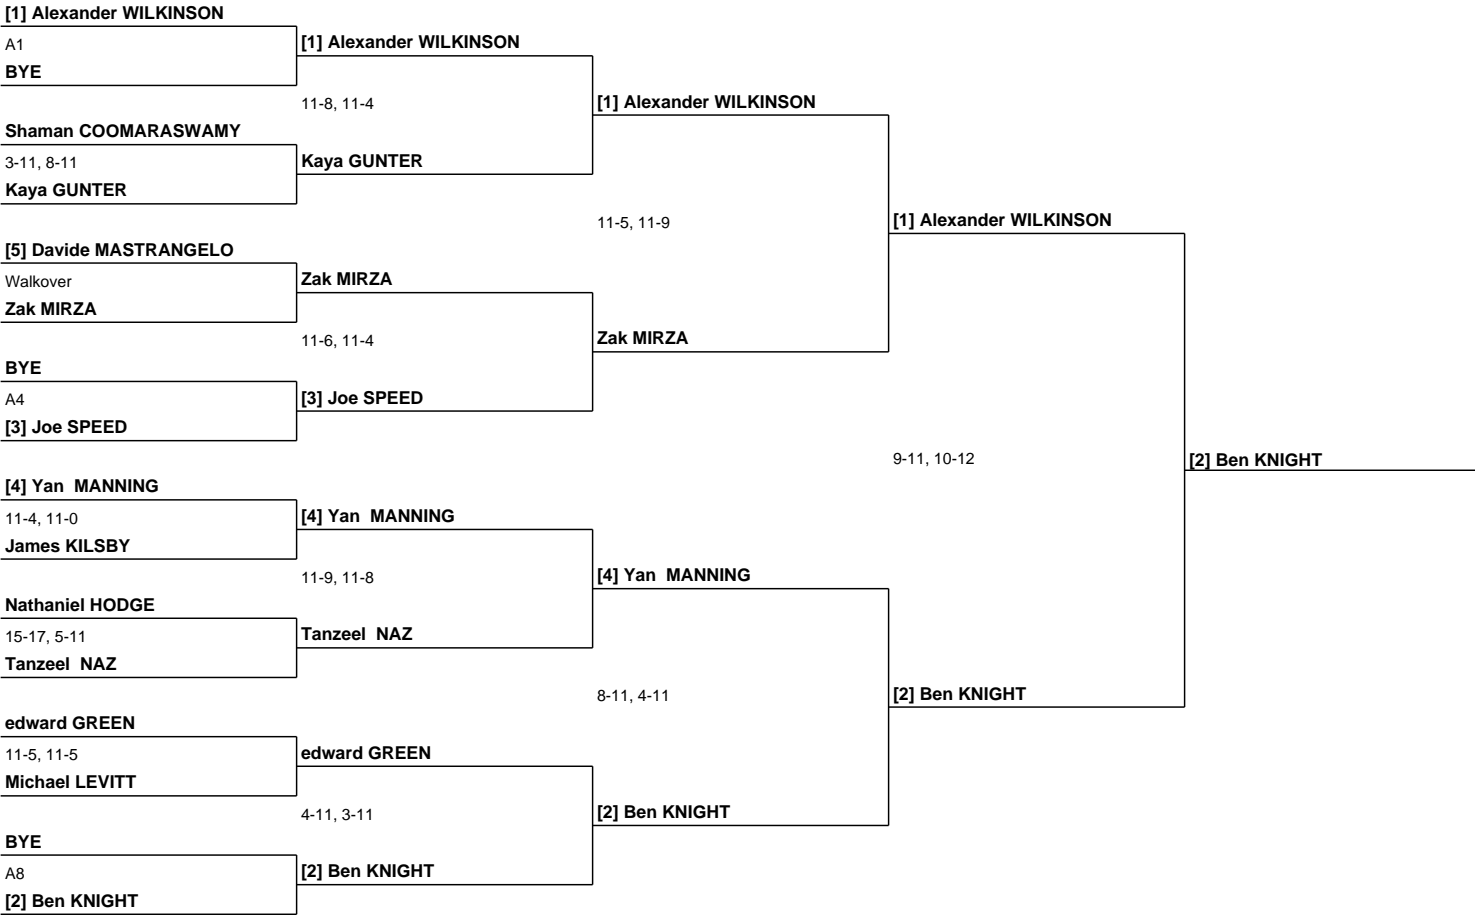 [1] Alexander WILKINSON
A1
BYE
Shaman COOMARASWAMY
3-11, 8-11
Kaya GUNTER
[5] Davide MASTRANGELO
Walkover
Zak MIRZA
BYE
A4
[3] Joe SPEED
[4] Yan  MANNING
11-4, 11-0
James KILSBY
Nathaniel HODGE
15-17, 5-11
Tanzeel  NAZ
edward GREEN
11-5, 11-5
Michael LEVITT
BYE
A8
[2] Ben KNIGHT
[1] Alexander WILKINSON
11-8, 11-4
Kaya GUNTER
Zak MIRZA
11-6, 11-4
[3] Joe SPEED
[4] Yan  MANNING
11-9, 11-8
Tanzeel  NAZ
edward GREEN
4-11, 3-11
[2] Ben KNIGHT
[1] Alexander WILKINSON
11-5, 11-9
Zak MIRZA
[4] Yan  MANNING
8-11, 4-11
[2] Ben KNIGHT
[1] Alexander WILKINSON
9-11, 10-12
[2] Ben KNIGHT
[2] Ben KNIGHT